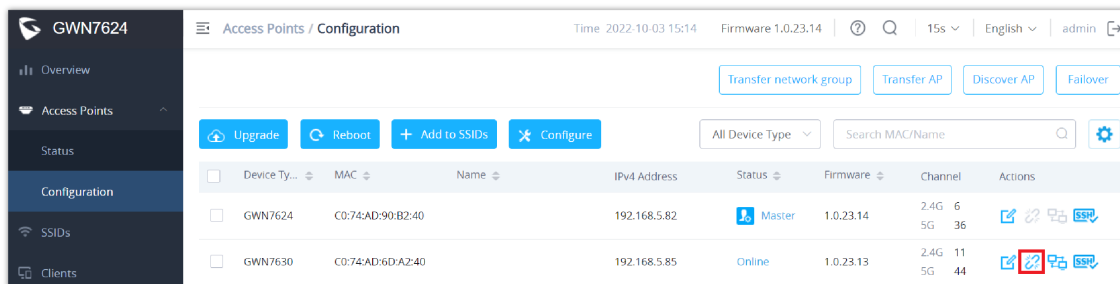 GWN7624
Access Points / Configuration
Time 2022-10-03 15:14
Firmware 1.0.23.14
15s
English
admin
Overview
Access Points
Status
Configuration
SSIDs
Clients
Transfer network group
Transfer AP
Discover AP
Failover
Upgrade
Reboot
Add to SSIDs
Configure
All Device Type
Search MAC/Name
Device Ty... MAC Name IPv4 Address Status Firmware Channel Actions
GWN7624 C0:74:AD:90:B2:40 192.168.5.82 Master 1.0.23.14 2.4G 6 SSH
5G 36
GWN7630 C0:74:AD:6D:A2:40 192.168.5.85 Online 1.0.23.13 2.4G 11 SSH
5G 44